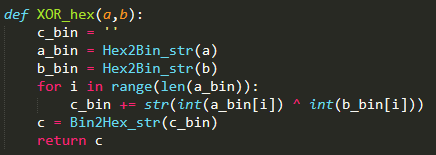 def XOR_hex(a,b):
    c_bin = ''
    a_bin = Hex2Bin_str(a)
    b_bin = Hex2Bin_str(b)
    for i in range(len(a_bin)):
        c_bin += str(int(a_bin[i]) ^ int(b_bin[i]))
    c = Bin2Hex_str(c_bin)
    return c